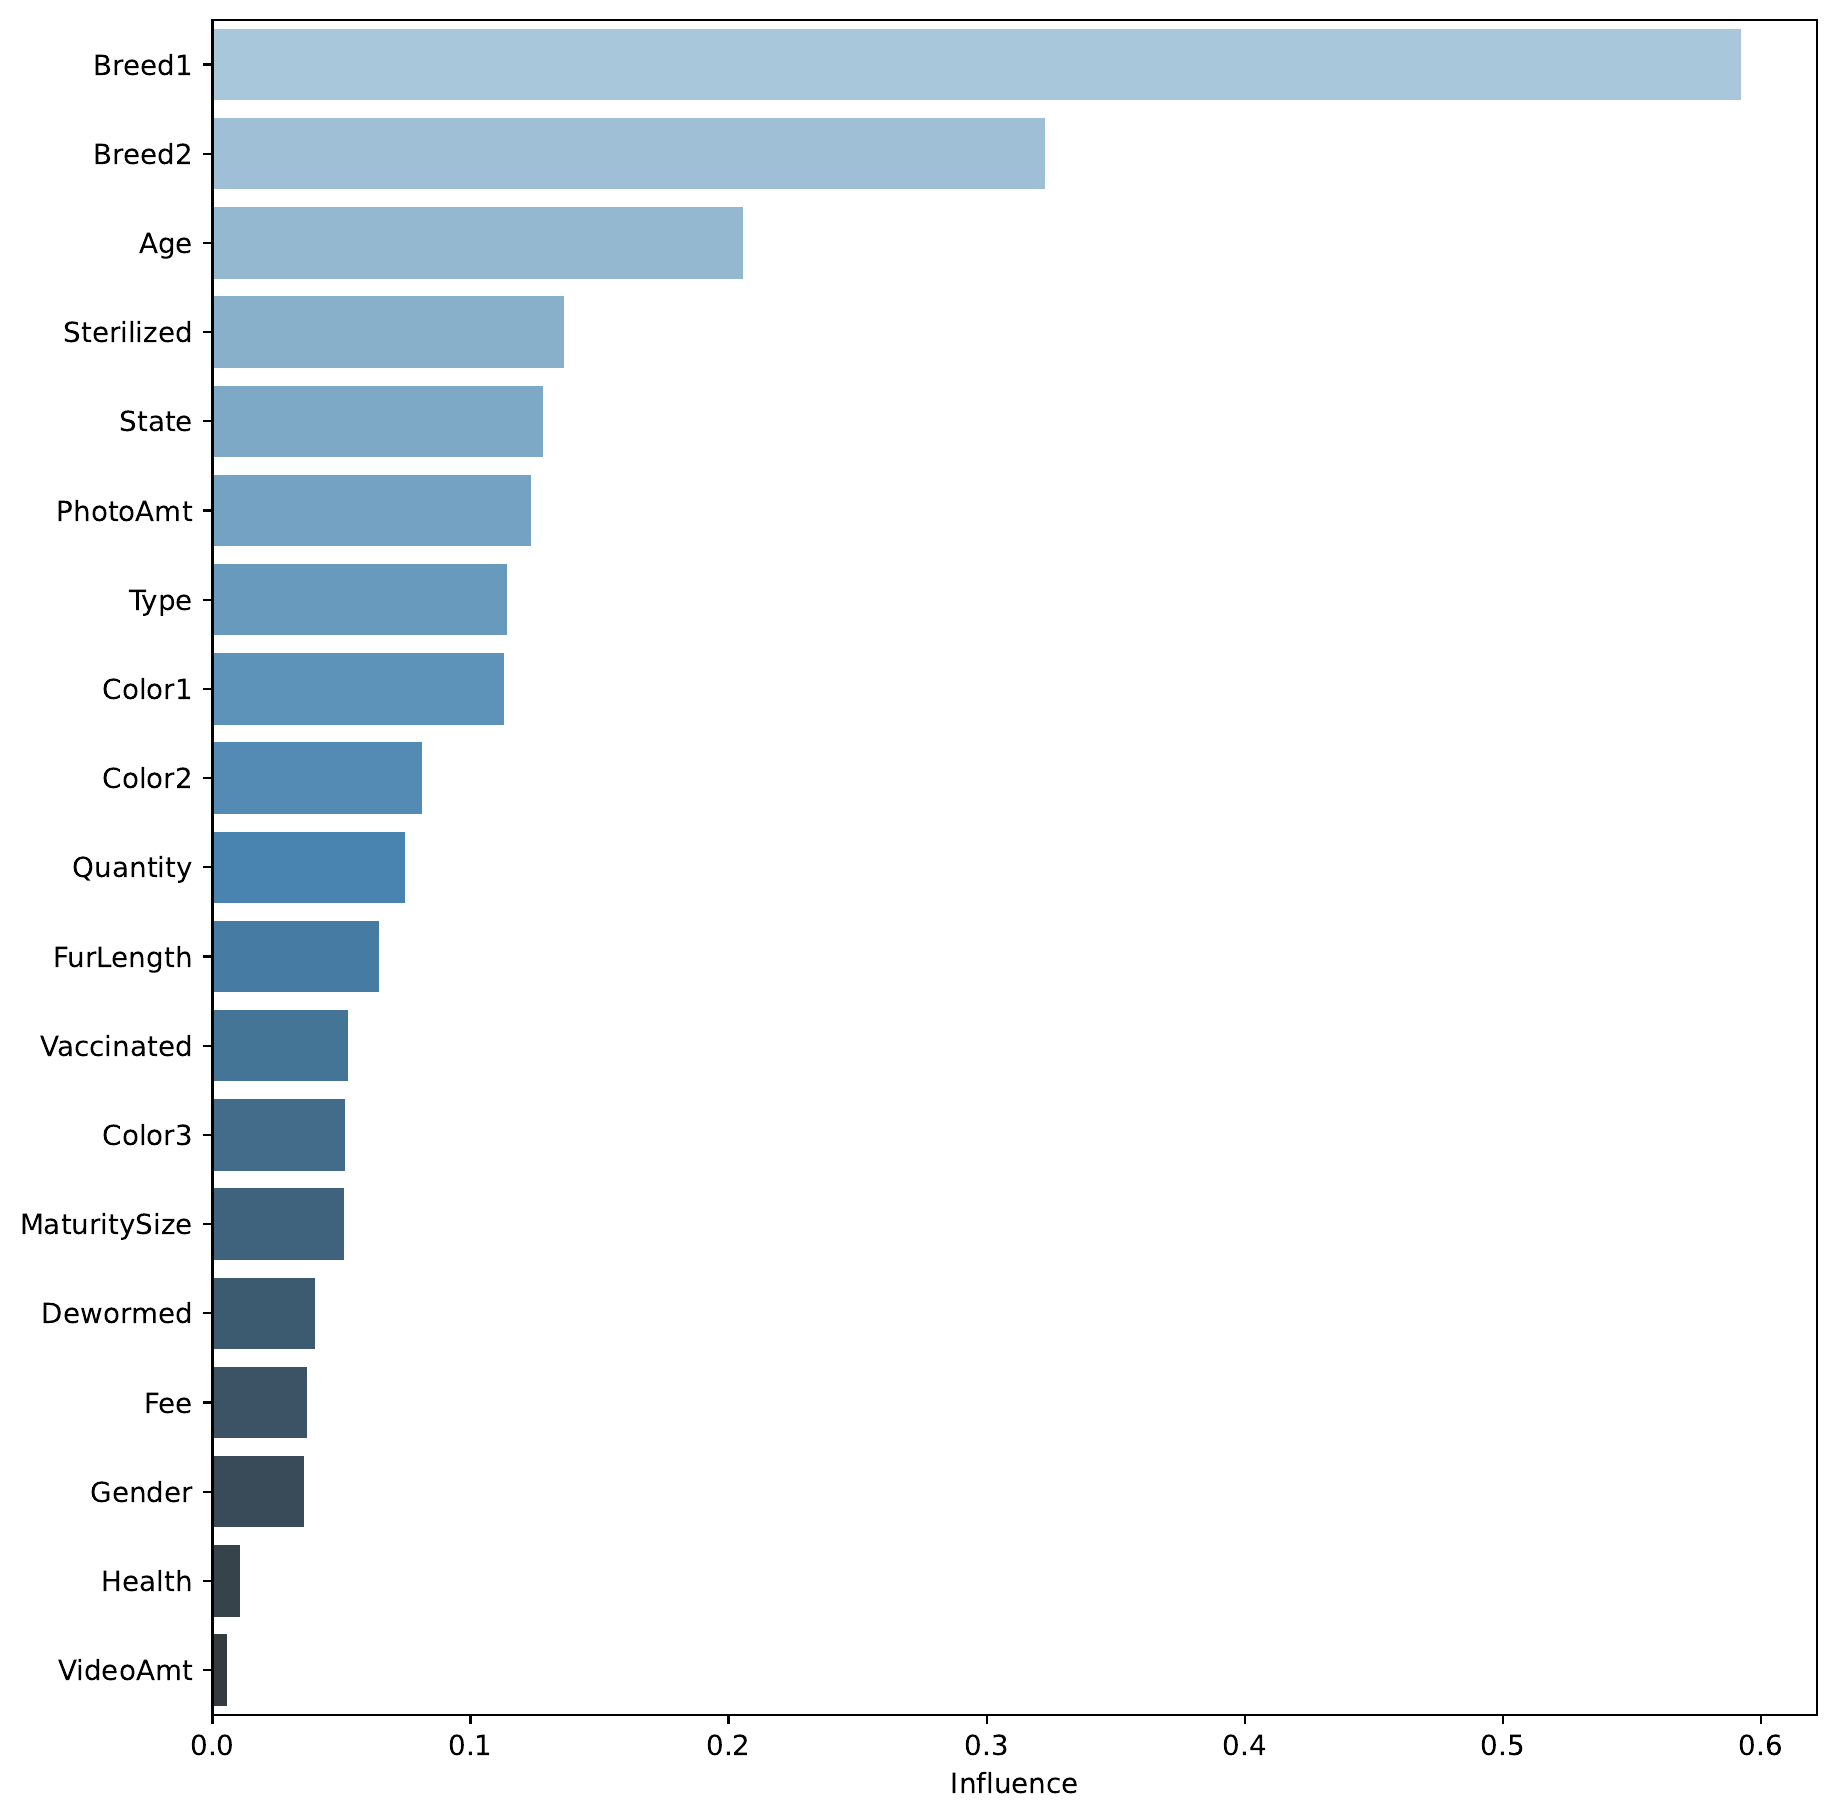 Breed1
Breed2
Age
Sterilized
State
PhotoAmt
Type
Color1
Color2
Quantity
FurLength
Vaccinated
Color3
MaturitySize
Dewormed
Fee
Gender
Health
VideoAmt
0.0 0.1 0.2 0.3 0.4 0.5 0.6
Influence